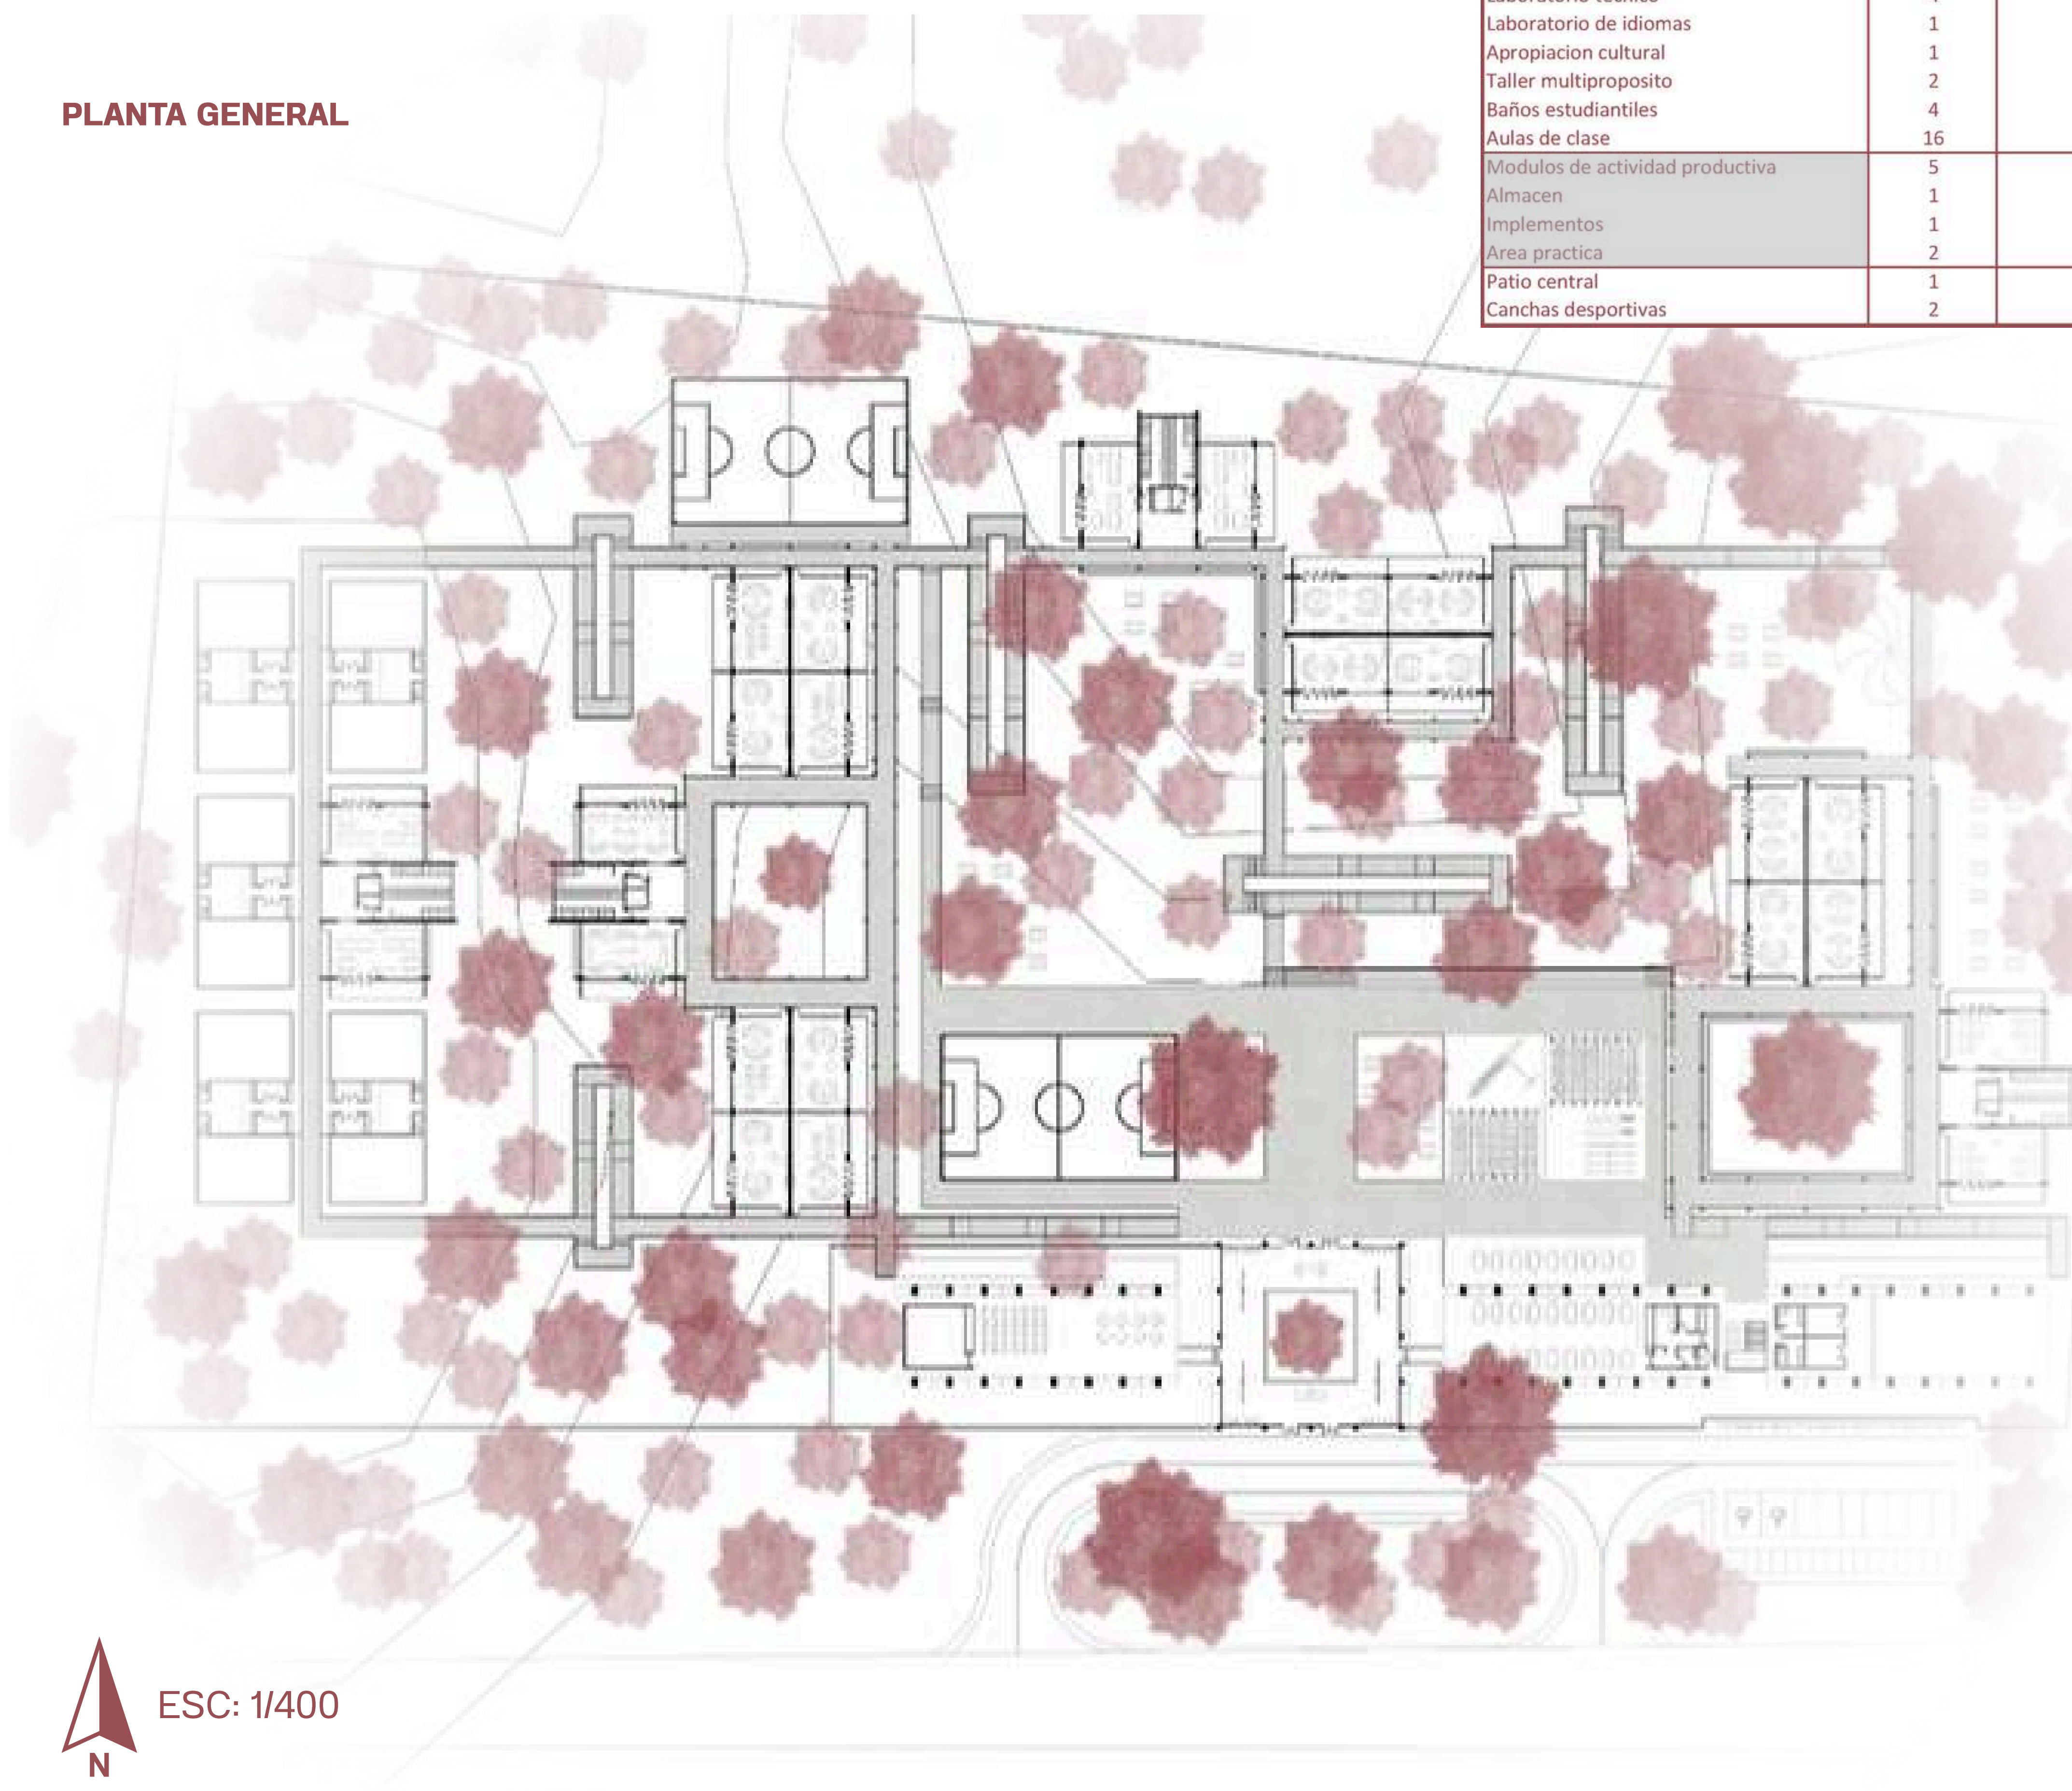 PLANTA GENERAL
Laboratorio de idiomas 1
Apropiacion cultural 1
Taller multiproposito 2
Baños estudiantiles 4
Aulas de clase 16
Modulos de actividad productiva 5
Almacen 1
Implementos 1
Area practica 2
Patio central 1
Canchas desportivas 2
ESC: 1/400
N